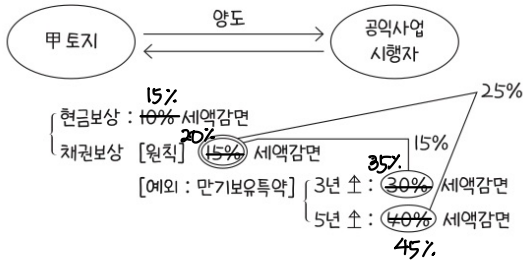 양도
甲 토지
공익사업
시행자
25%
15%
현금보상 : 10% 세액감면
20%
채권보상 [원칙] 15% 세액감면
15%
35%
[예외 : 만기보유특약] 3년 ↑ : 30% 세액감면
5년 ↑ : 40% 세액감면
45%